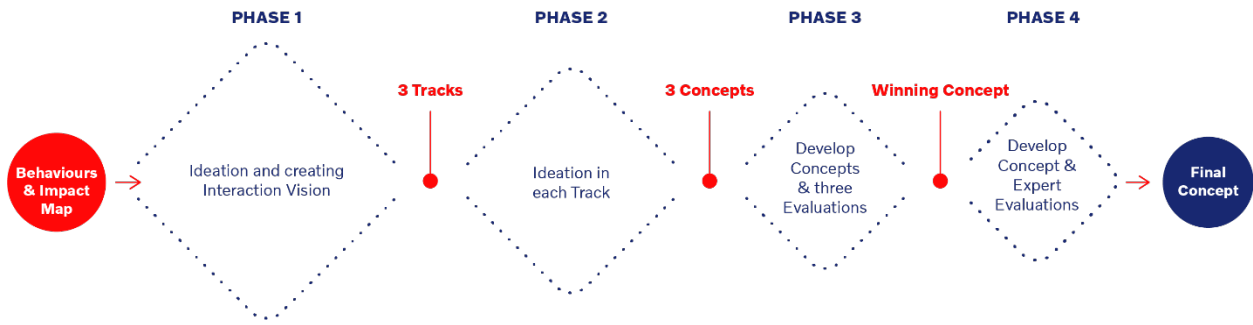 PHASE 1
PHASE 2
PHASE 3
PHASE 4
3 Tracks
3 Concepts
Winning Concept
Behaviours
& Impact
Map
Ideation and creating
Interaction Vision
Ideation in
each Track
Develop
Concepts
& three
Evaluations
Develop
Concept &
Expert
Evaluations
Final
Concept